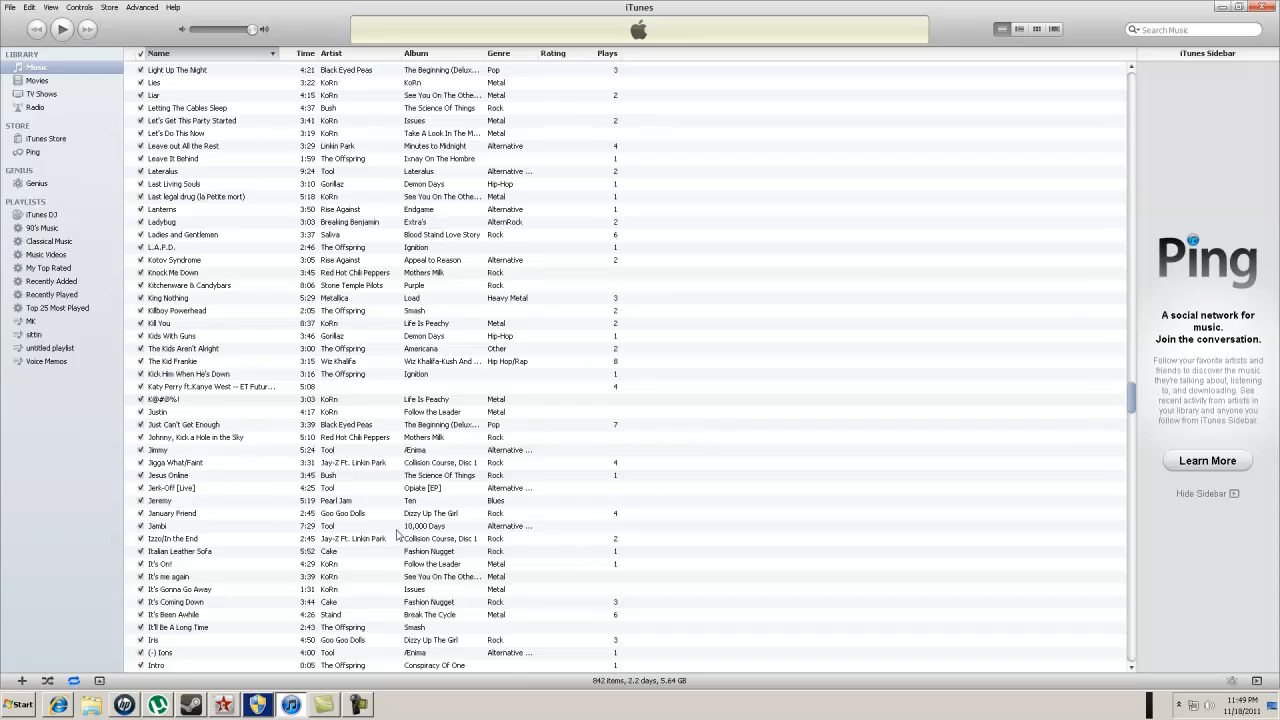 File Edit View Controls Store Advanced Help
iTunes
Search Music
LIBRARY
Music
Movies
TV Shows
Radio
STORE
iTunes Store
Ping
GENIUS
Genius
PLAYLISTS
iTunes DJ
90's Music
Classical Music
Music Videos
My Top Rated
Recently Added
Recently Played
Top 25 Most Played
MK
sittin
untitled playlist
Voice Memos
Name Time Artist Album Genre Rating Plays
Light Up The Night 4:21 Black Eyed Peas The Beginning (Delux... Pop 3
Lies 3:22 KoRn KoRn Metal
Liar 4:15 KoRn See You On The Othe... Metal 2
Letting The Cables Sleep 4:37 Bush The Science Of Things Rock
Let's Get This Party Started 3:41 KoRn Issues Metal 2
Let's Do This Now 3:19 KoRn Take A Look In The M... Metal
Leave out All the Rest 3:29 Linkin Park Minutes to Midnight Alternative 4
Leave It Behind 1:59 The Offspring Ixnay On The Hombre 1
Lateralus 9:24 Tool Lateralus Alternative ... 2
Last Living Souls 3:10 Gorillaz Demon Days Hip-Hop 1
Last legal drug (la Petite mort) 5:18 KoRn See You On The Othe... Metal 1
Lanterns 3:50 Rise Against Endgame Alternative 1
Ladybug 3:03 Breaking Benjamin Extra's AlternRock 2
Ladies and Gentlemen 3:37 Saliva Blood Staind Love Story Rock 6
L.A.P.D. 2:46 The Offspring Ignition 1
Kotov Syndrome 3:05 Rise Against Appeal to Reason Alternative 2
Knock Me Down 3:45 Red Hot Chili Peppers Mothers Milk Rock
Kitchenware & Candybars 8:06 Stone Temple Pilots Purple Rock
King Nothing 5:29 Metallica Load Heavy Metal 3
Killboy Powerhead 2:05 The Offspring Smash 2
Kill You 8:37 KoRn Life Is Peachy Metal 2
Kids With Guns 3:46 Gorillaz Demon Days Hip-Hop 1
The Kids Aren't Alright 3:00 The Offspring Americana Other 2
The Kid Frankie 3:15 Wiz Khalifa Wiz Khalifa-Kush And ... Hip Hop/Rap 8
Kick Him When He's Down 3:16 The Offspring Ignition 1
Katy Perry ft.Kanye West -- ET Futur... 5:08 4
K@#Ø%! 3:03 KoRn Life Is Peachy Metal
Justin 4:17 KoRn Follow the Leader Metal
Just Can't Get Enough 3:39 Black Eyed Peas The Beginning (Delux... Pop 7
Johnny, Kick a Hole in the Sky 5:10 Red Hot Chili Peppers Mothers Milk Rock
Jimmy 5:24 Tool Ænima Alternative ...
Jigga What/Faint 3:31 Jay-Z Ft. Linkin Park Collision Course, Disc 1 Rock 4
Jesus Online 3:45 Bush The Science Of Things Rock 1
Jerk-Off [Live] 4:25 Tool Opiate [EP] Alternative ...
Jeremy 5:19 Pearl Jam Ten Blues
January Friend 2:45 Goo Goo Dolls Dizzy Up The Girl Rock 4
Jambi 7:29 Tool 10,000 Days Alternative ...
Izzo/In the End 2:45 Jay-Z Ft. Linkin Park Collision Course, Disc 1 Rock 2
Italian Leather Sofa 5:52 Cake Fashion Nugget Rock 1
It's On! 4:29 KoRn Follow the Leader Metal 1
It's me again 3:39 KoRn See You On The Othe... Metal
It's Gonna Go Away 1:31 KoRn Issues Metal
It's Coming Down 3:44 Cake Fashion Nugget Rock 3
It's Been Awhile 4:26 Staind Break The Cycle Metal 6
It'll Be A Long Time 2:43 The Offspring Smash
Iris 4:50 Goo Goo Dolls Dizzy Up The Girl Rock 3
(-) Ions 4:00 Tool Ænima Alternative ... 1
Intro 0:05 The Offspring Conspiracy Of One 1
iTunes Sidebar
Ping
A social network for
music.
Join the conversation.
Follow your favorite artists and
friends to discover the music
they're talking about, listening
to, and downloading. See
recent activity from artists in
your library and anyone you
follow from iTunes Sidebar.
Learn More
Hide Sidebar
842 items, 2.2 days, 5.64 GB
Start
11:49 PM
11/18/2011